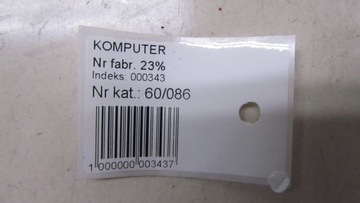 KOMPUTER
Nr fabr. 23%
Indeks: 000343
Nr kat.: 60/086
1 000000 003437